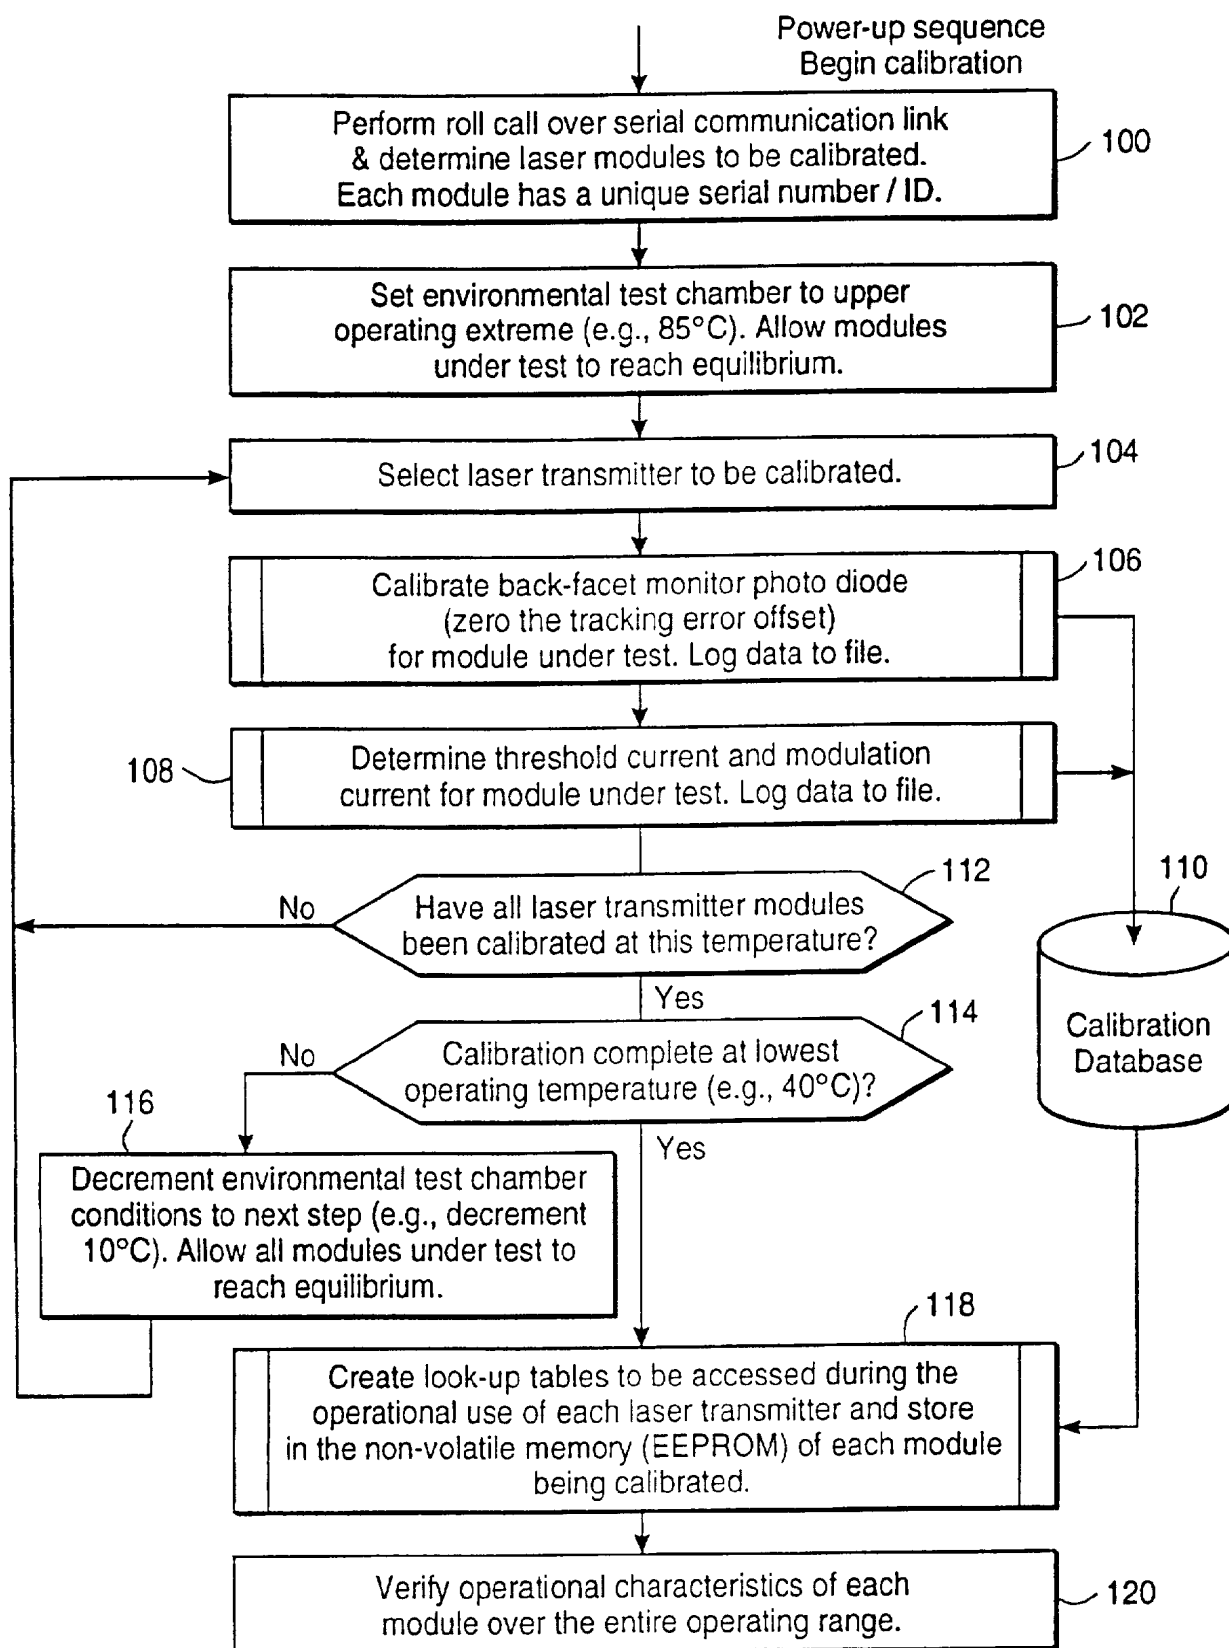 Power-up sequence
Begin calibration
Perform roll call over serial communication link
& determine laser modules to be calibrated.
Each module has a unique serial number / ID.
100
Set environmental test chamber to upper
operating extreme (e.g., 85°C). Allow modules
under test to reach equilibrium.
102
Select laser transmitter to be calibrated.
104
Calibrate back-facet monitor photo diode
(zero the tracking error offset)
for module under test. Log data to file.
106
Determine threshold current and modulation
current for module under test. Log data to file.
108
Have all laser transmitter modules
been calibrated at this temperature?
112
No
Yes
110
Calibration
Database
Calibration complete at lowest
operating temperature (e.g., 40°C)?
114
No
Yes
116
Decrement environmental test chamber
conditions to next step (e.g., decrement
10°C). Allow all modules under test to
reach equilibrium.
118
Create look-up tables to be accessed during the
operational use of each laser transmitter and store
in the non-volatile memory (EEPROM) of each module
being calibrated.
Verify operational characteristics of each
module over the entire operating range.
120